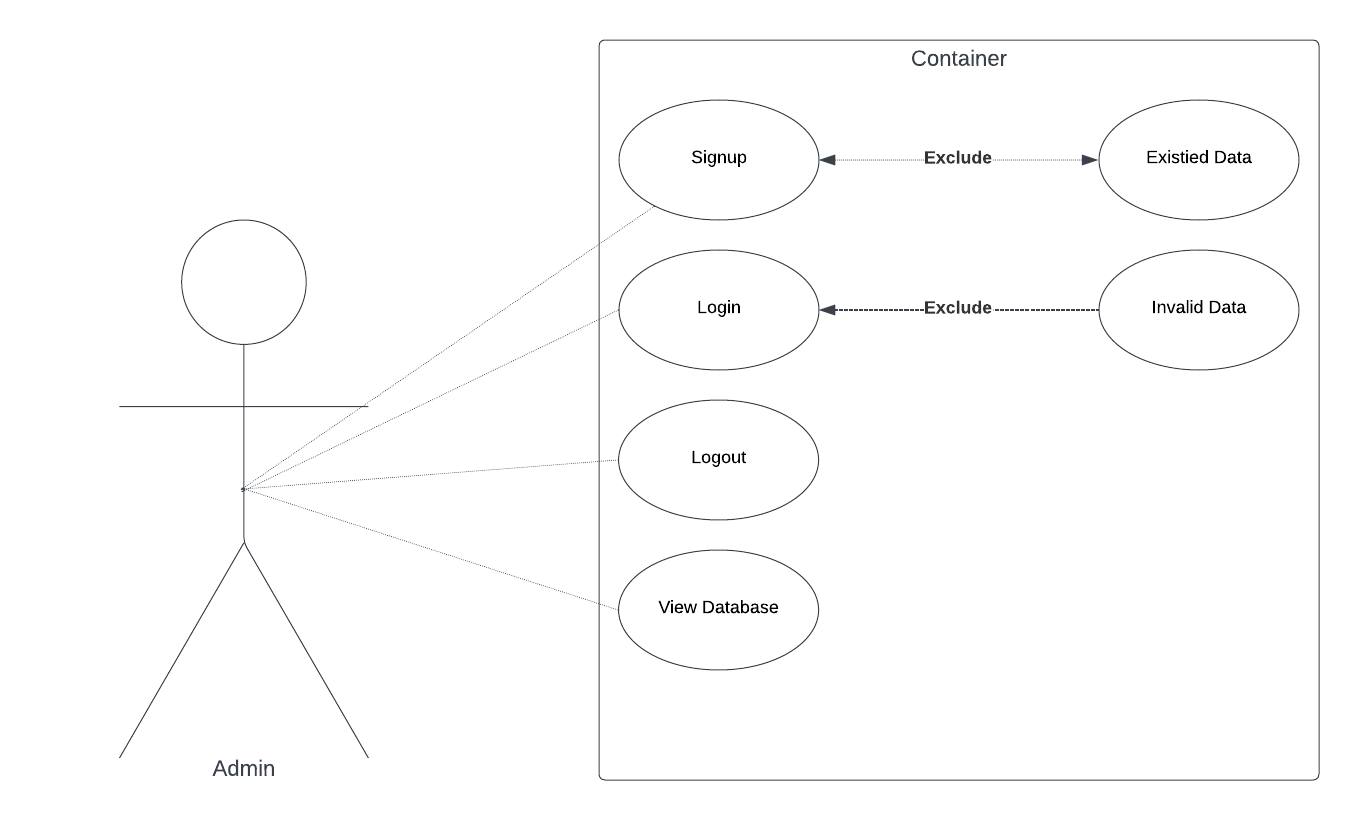 Container
Signup
Exclude
Existied Data
Login
Exclude
Invalid Data
Logout
View Database
Admin